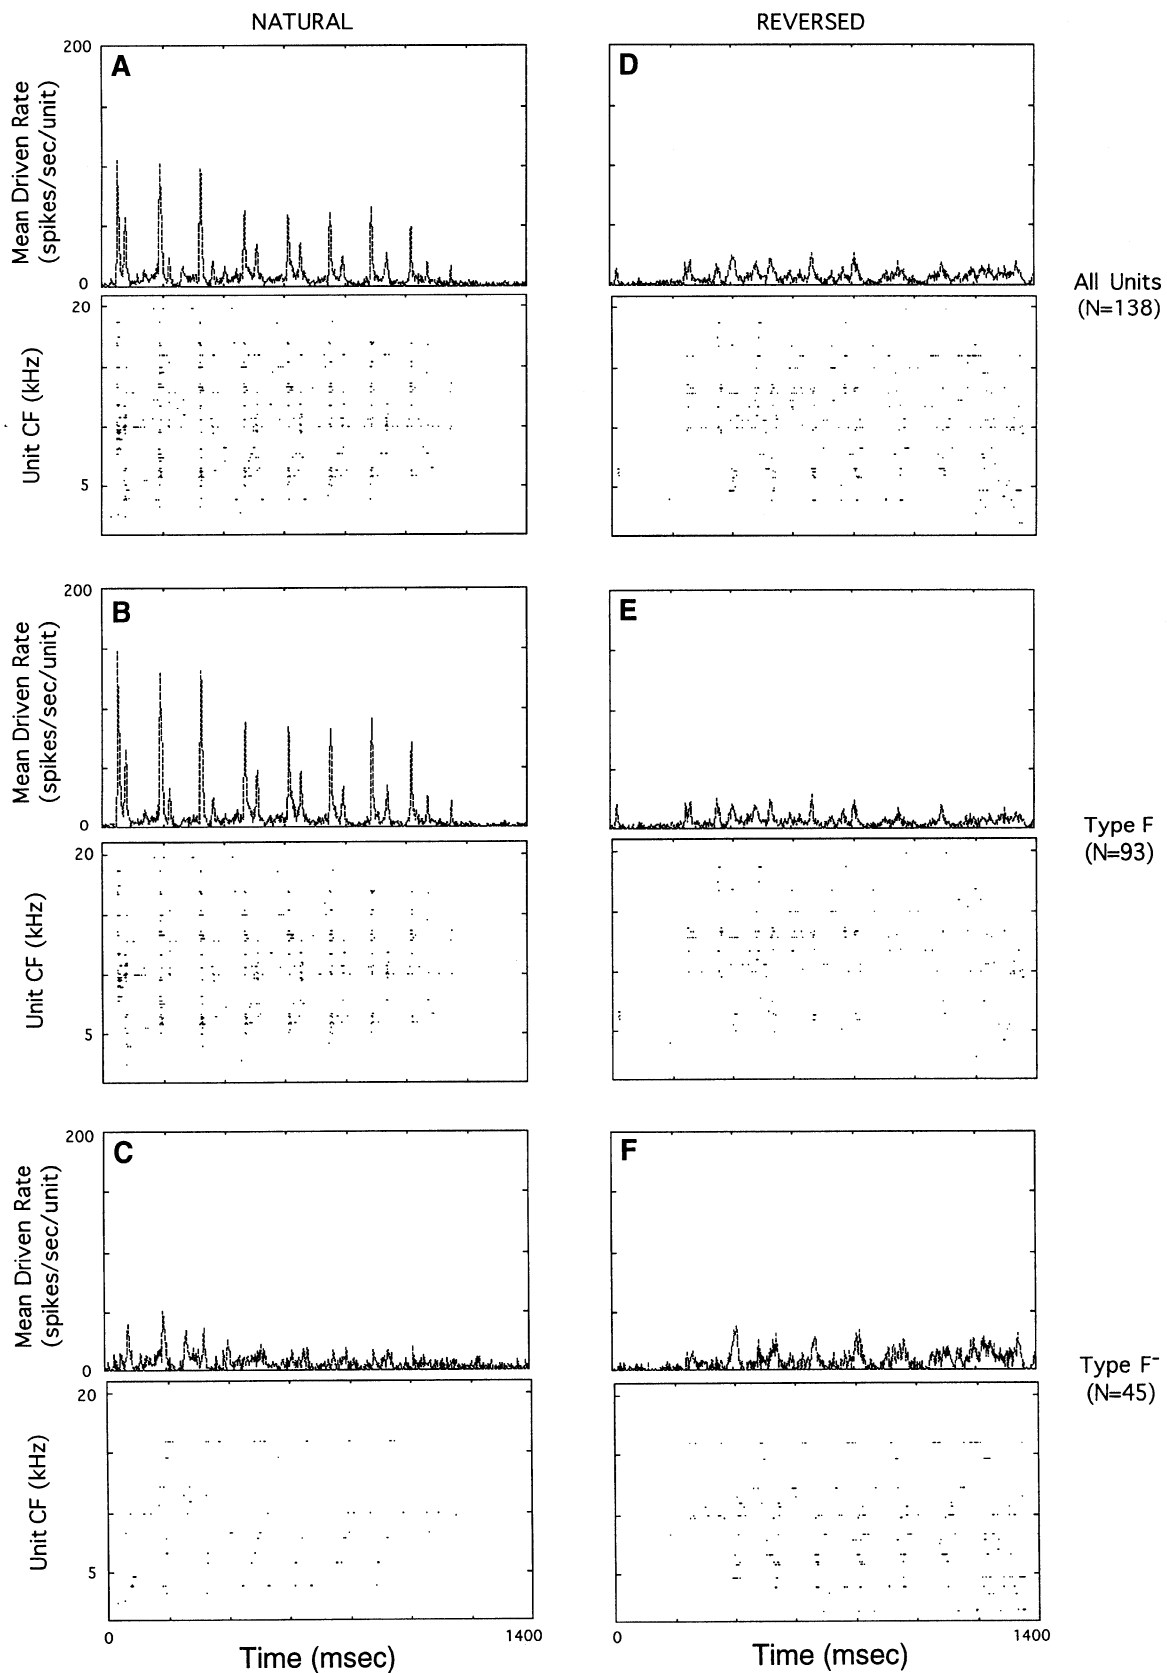 NATURAL
REVERSED
200
A
D
Mean Driven Rate
(spikes/sec/unit)
0
All Units
(N=138)
20
Unit CF (kHz)
5
200
B
E
Mean Driven Rate
(spikes/sec/unit)
0
Type F
(N=93)
20
Unit CF (kHz)
5
200
C
F
Mean Driven Rate
(spikes/sec/unit)
0
Type F-
(N=45)
20
Unit CF (kHz)
5
0
1400
0
1400
Time (msec)
Time (msec)